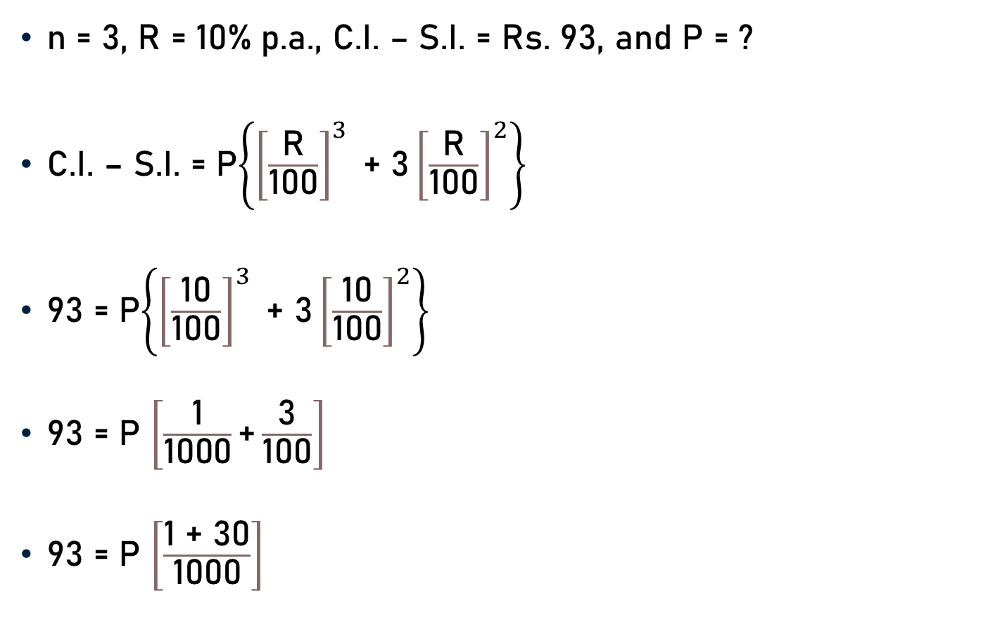 • n = 3, R = 10% p.a., C.I. – S.I. = Rs. 93, and P = ?
• C.I. – S.I. = P{[R/100]³ + 3 [R/100]²}
• 93 = P{[10/100]³ + 3 [10/100]²}
• 93 = P [1/1000 + 3/100]
• 93 = P [(1 + 30)/1000]